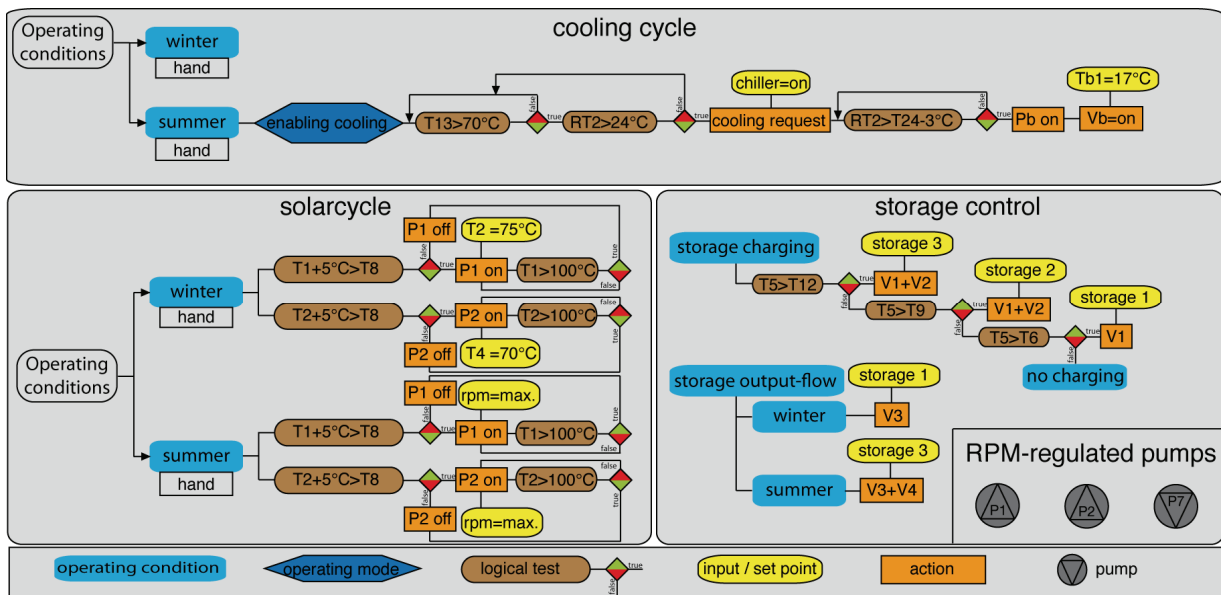 cooling cycle
Operating
conditions
winter
hand
summer
hand
enabling cooling
T13>70°C
false
true
RT2>24°C
false
true
chiller=on
cooling request
RT2>T24-3°C
false
true
Pb on
Tb1=17°C
Vb=on
solarcycle
Operating
conditions
winter
hand
T1+5°C>T8
false
true
P1 off
T2 =75°C
P1 on
T1>100°C
true
false
T2+5°C>T8
true
false
P2 on
T2>100°C
false
true
P2 off
T4 =70°C
summer
hand
P1 off
rpm=max.
T1+5°C>T8
false
true
P1 on
T1>100°C
true
false
T2+5°C>T8
true
false
P2 on
T2>100°C
false
true
P2 off
rpm=max.
storage control
storage charging
storage 3
T5>T12
true
false
V1+V2
storage 2
T5>T9
true
false
V1+V2
storage 1
T5>T6
true
false
V1
no charging
storage output-flow
storage 1
winter
V3
storage 3
summer
V3+V4
RPM-regulated pumps
P1
P2
P7
operating condition
operating mode
logical test
true
false
input / set point
action
pump